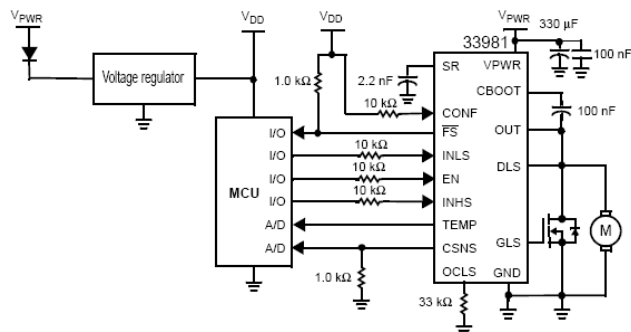 VPWR
VDD
VDD
VPWR
330 µF
33981
100 nF
Voltage regulator
1.0 kΩ
2.2 nF
SR
VPWR
CBOOT
10 kΩ
CONF
100 nF
I/O
FS
OUT
I/O
10 kΩ
INLS
DLS
MCU
I/O
10 kΩ
EN
I/O
10 kΩ
INHS
A/D
TEMP
M
A/D
CSNS
GLS
1.0 kΩ
OCLS
GND
33 kΩ